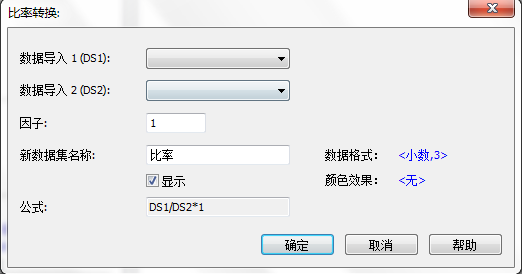 比率转换:
数据导入 1 (DS1):
数据导入 2 (DS2):
因子: 1
新数据集名称: 比率 数据格式: <小数,3>
显示 颜色效果: <无>
公式: DS1/DS2*1
确定 取消 帮助